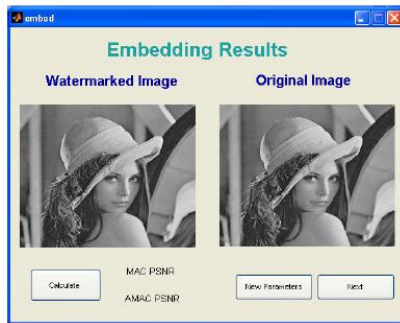 embed
Embedding Results
Watermarked Image
Original Image
MAC PSNR
Calculate
New Parameters
Next
AMAC PSNR